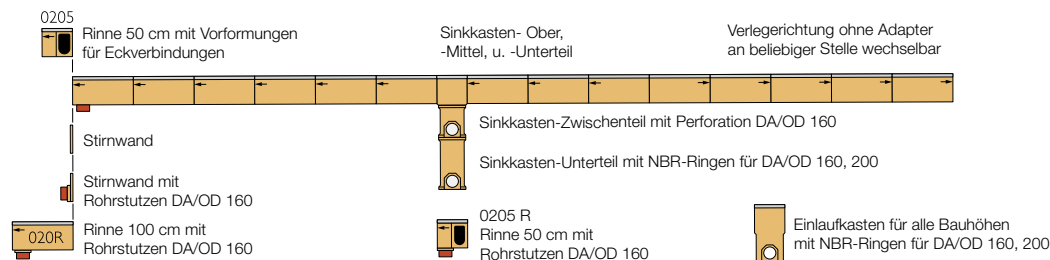 0205
Rinne 50 cm mit Vorformungen
für Eckverbindungen
Sinkkasten- Ober,
-Mittel, u. -Unterteil
Verlegerichtung ohne Adapter
an beliebiger Stelle wechselbar
Sinkkasten-Zwischenteil mit Perforation DA/OD 160
Stirnwand
Sinkkasten-Unterteil mit NBR-Ringen für DA/OD 160, 200
Stirnwand mit
Rohrstutzen DA/OD 160
020R
Rinne 100 cm mit
Rohrstutzen DA/OD 160
0205 R
Rinne 50 cm mit
Rohrstutzen DA/OD 160
Einlaufkasten für alle Bauhöhen
mit NBR-Ringen für DA/OD 160, 200